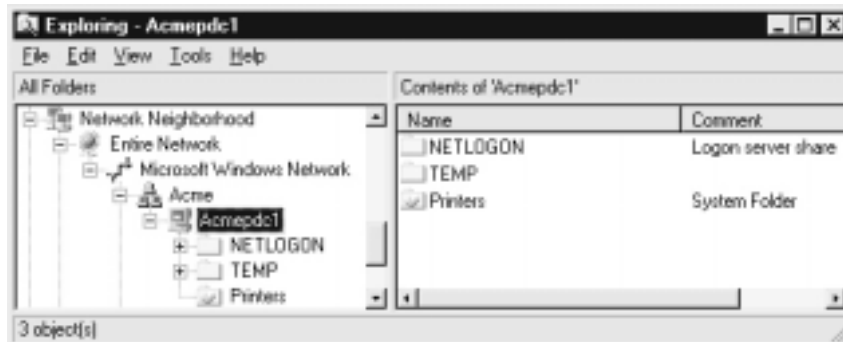 Exploring - Acmepdc1
File Edit View Tools Help
All Folders
Contents of 'Acmepdc1'
Network Neighborhood
Entire Network
Microsoft Windows Network
Acme
Acmepdc1
NETLOGON
TEMP
Printers
Name Comment
NETLOGON Logon server share
TEMP
Printers System Folder
3 object(s)